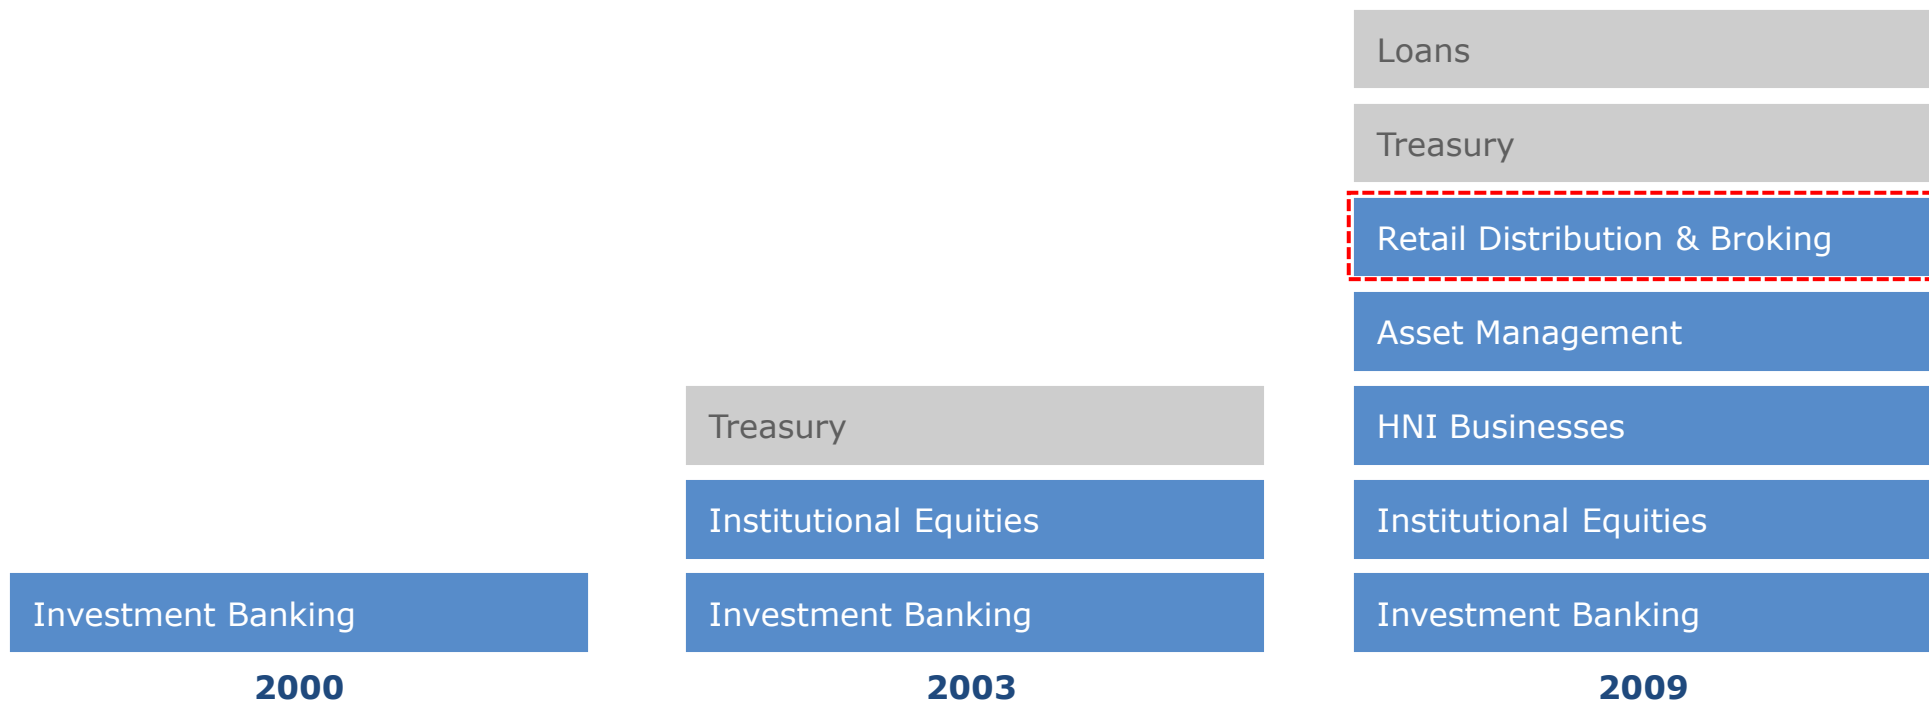 Loans
Treasury
Retail Distribution & Broking
Asset Management
Treasury
HNI Businesses
Institutional Equities
Institutional Equities
Investment Banking
Investment Banking
Investment Banking
2000
2003
2009